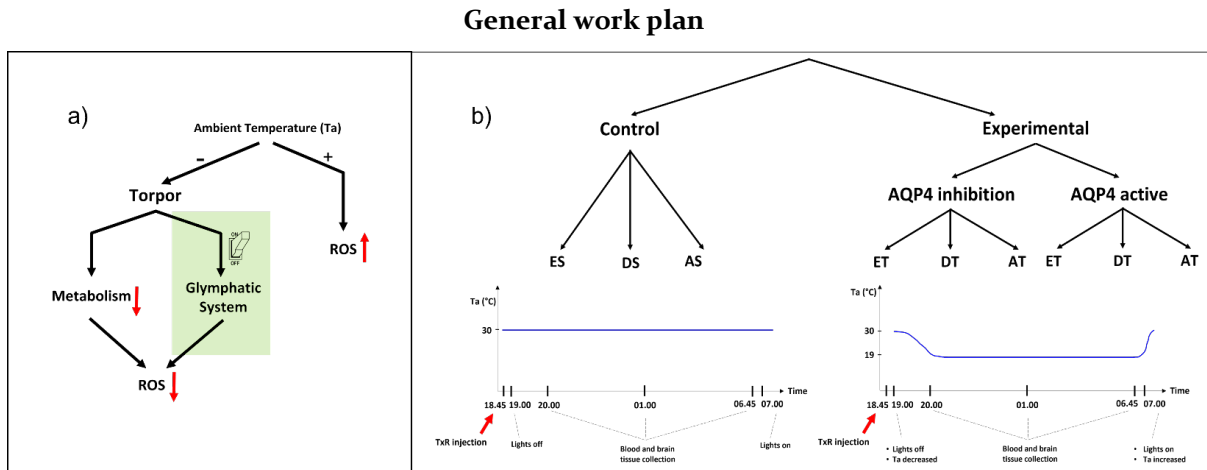 General work plan
a)
Ambient Temperature (Ta)
-
+
Torpor
ON
OFF
ROS
Metabolism
Glymphatic
System
ROS
b)
Control
Experimental
AQP4 inhibition
AQP4 active
ES
DS
AS
ET
DT
AT
ET
DT
AT
Ta (°C)
30
Time
18.45
19.00
20.00
01.00
06.45
07.00
TxR injection
Lights off
Blood and brain
tissue collection
Lights on
Ta (°C)
30
19
Time
18.45
19.00
20.00
01.00
06.45
07.00
TxR injection
• Lights off
• Ta decreased
Blood and brain
tissue collection
• Lights on
• Ta increased